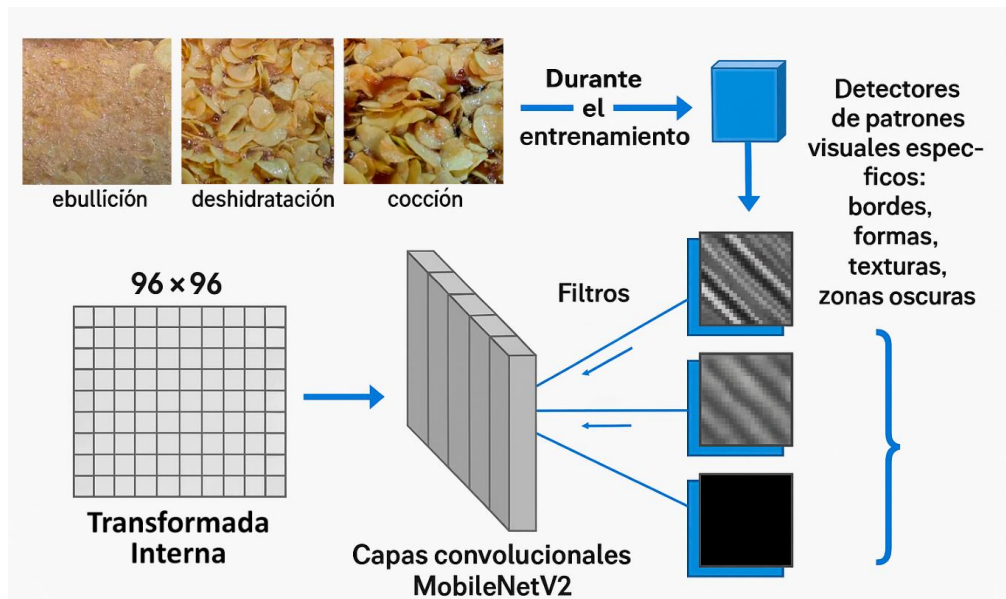 ebullición
deshidratación
cocción
Durante
el
entrenamiento
Detectores
de patrones
visuales especˉ
ficos:
bordes,
formas,
texturas,
zonas oscuras
96 × 96
Filtros
Transformada
Interna
Capas convolucionales
MobileNetV2